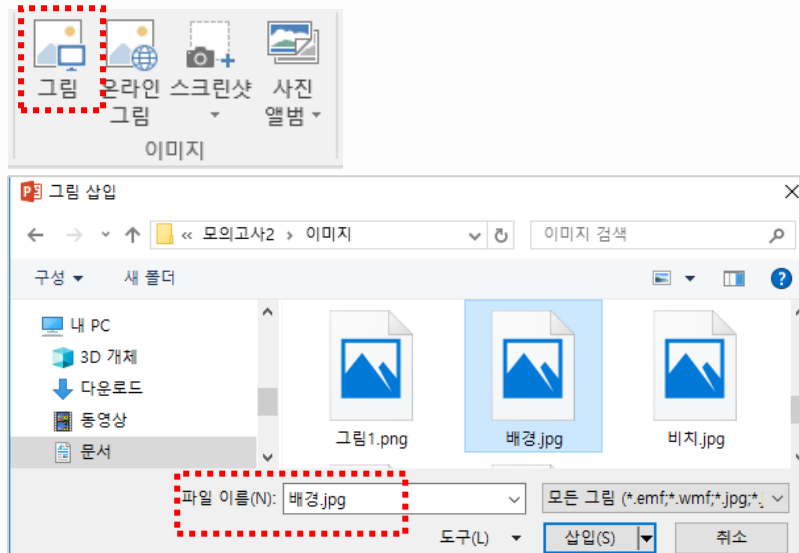 그림
온라인
그림
스크린샷
사진
앨범
이미지
그림 삽입
« 모의고사2 › 이미지
이미지 검색
구성
새 폴더
내 PC
3D 개체
다운로드
동영상
문서
그림1.png
배경.jpg
비치.jpg
파일 이름(N):
배경.jpg
모든 그림 (*.emf;*.wmf;*.jpg;*.j
도구(L)
삽입(S)
취소